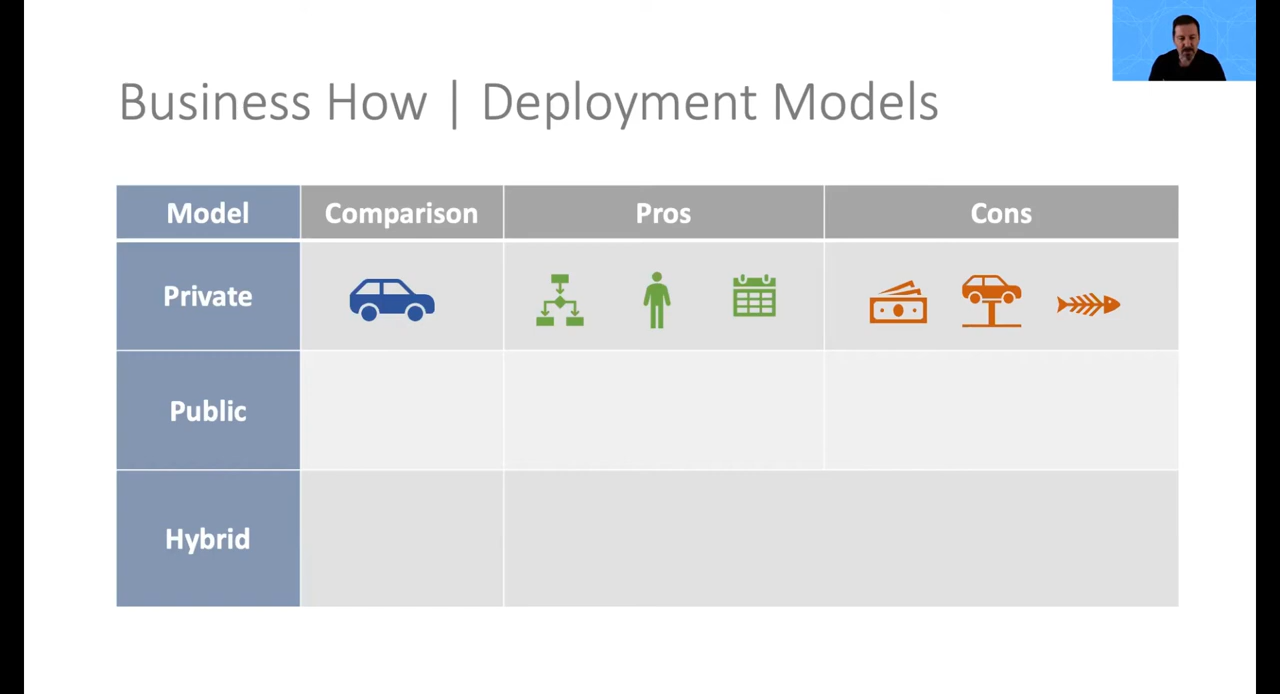 Business How | Deployment Models
Model Comparison Pros Cons
Private
Public
Hybrid